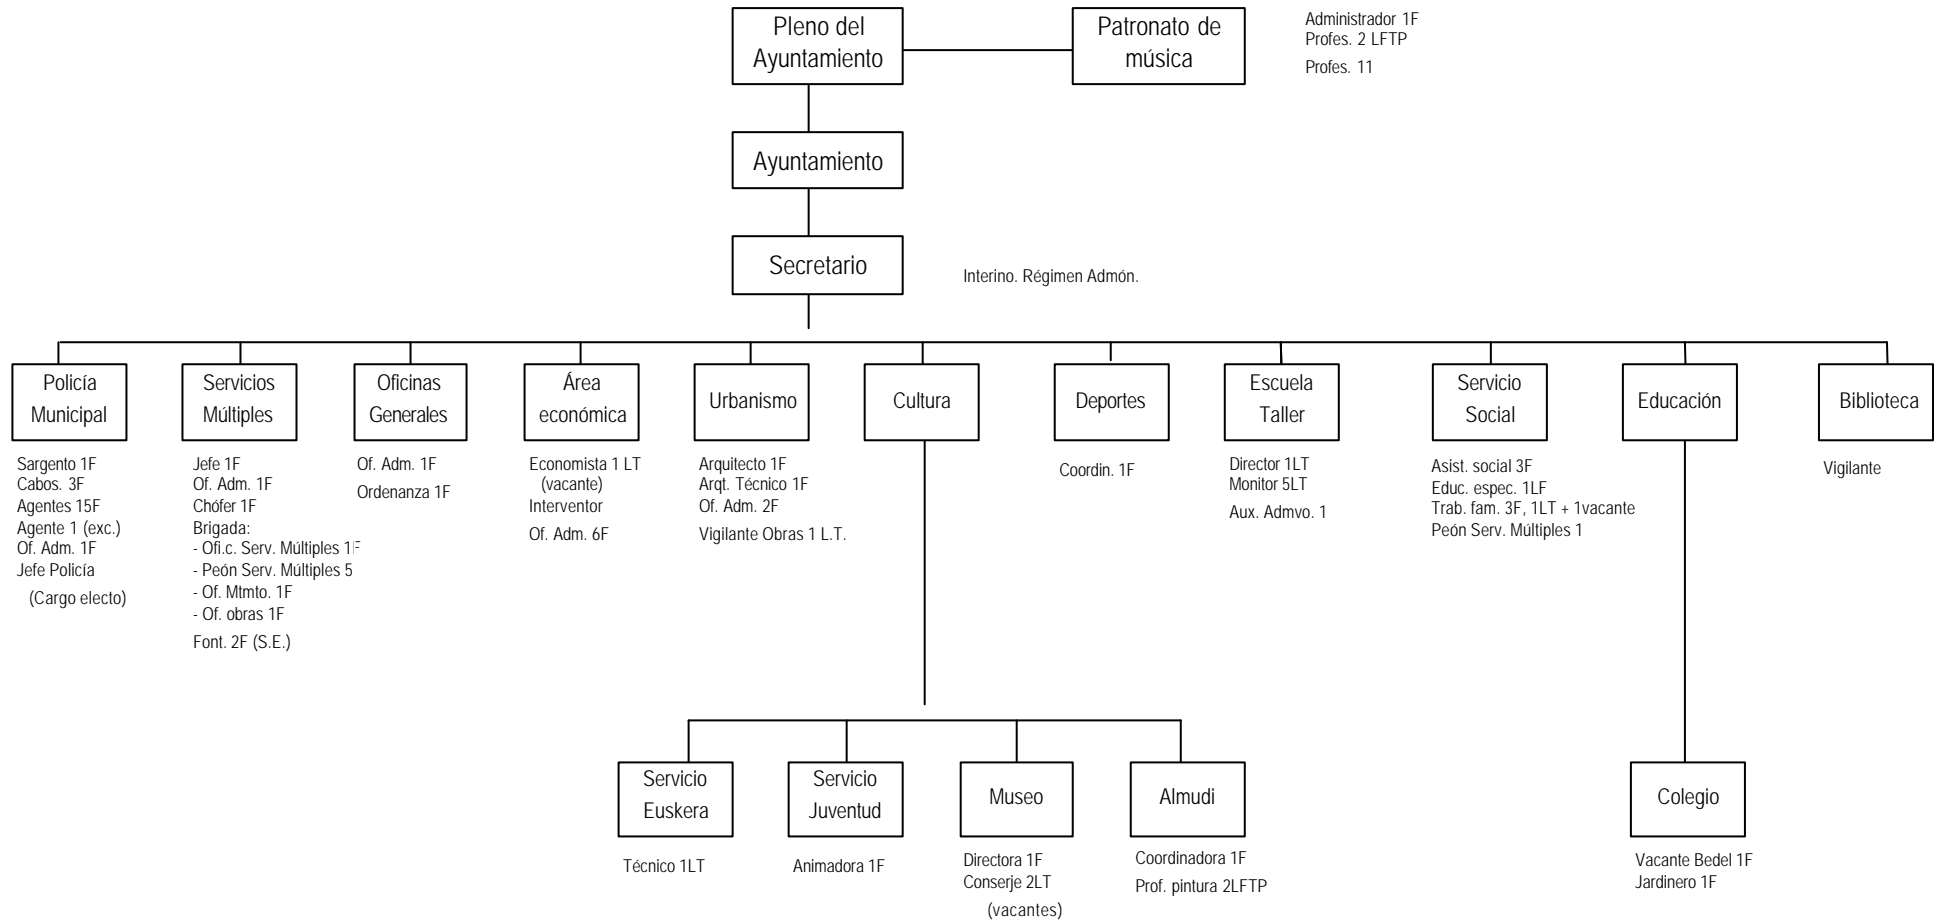 Pleno del
Ayuntamiento
Patronato de
música
Administrador 1F
Profes. 2 LFTP
Profes. 11
Ayuntamiento
Secretario
Interino. Régimen Admón.
Policía
Municipal
Sargento 1F
Cabos. 3F
Agentes 15F
Agente 1 (exc.)
Of. Adm. 1F
Jefe Policía
(Cargo electo)
Servicios
Múltiples
Jefe 1F
Of. Adm. 1F
Chófer 1F
Brigada:
- Ofi.c. Serv. Múltiples 1F
- Peón Serv. Múltiples 5
- Of. Mtmto. 1F
- Of. obras 1F
Font. 2F (S.E.)
Oficinas
Generales
Of. Adm. 1F
Ordenanza 1F
Área
económica
Economista 1 LT
(vacante)
Interventor
Of. Adm. 6F
Urbanismo
Arquitecto 1F
Arqt. Técnico 1F
Of. Adm. 2F
Vigilante Obras 1 L.T.
Cultura
Deportes
Coordin. 1F
Escuela
Taller
Director 1LT
Monitor 5LT
Aux. Admvo. 1
Servicio
Social
Asist. social 3F
Educ. espec. 1LF
Trab. fam. 3F, 1LT + 1vacante
Peón Serv. Múltiples 1
Educación
Biblioteca
Vigilante
Servicio
Euskera
Técnico 1LT
Servicio
Juventud
Animadora 1F
Museo
Directora 1F
Conserje 2LT
(vacantes)
Almudi
Coordinadora 1F
Prof. pintura 2LFTP
Colegio
Vacante Bedel 1F
Jardinero 1F